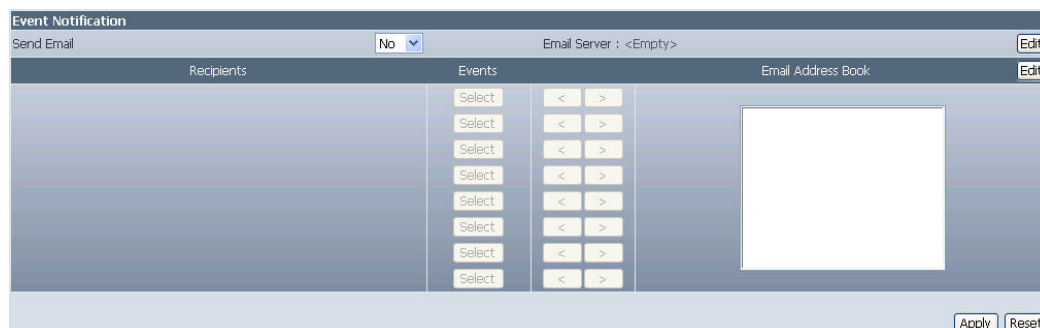 Event Notification
Send Email No Email Server : <Empty> Edit
Recipients Events Email Address Book Edit
Select < >
Select < >
Select < >
Select < >
Select < >
Select < >
Select < >
Select < >
Apply Reset